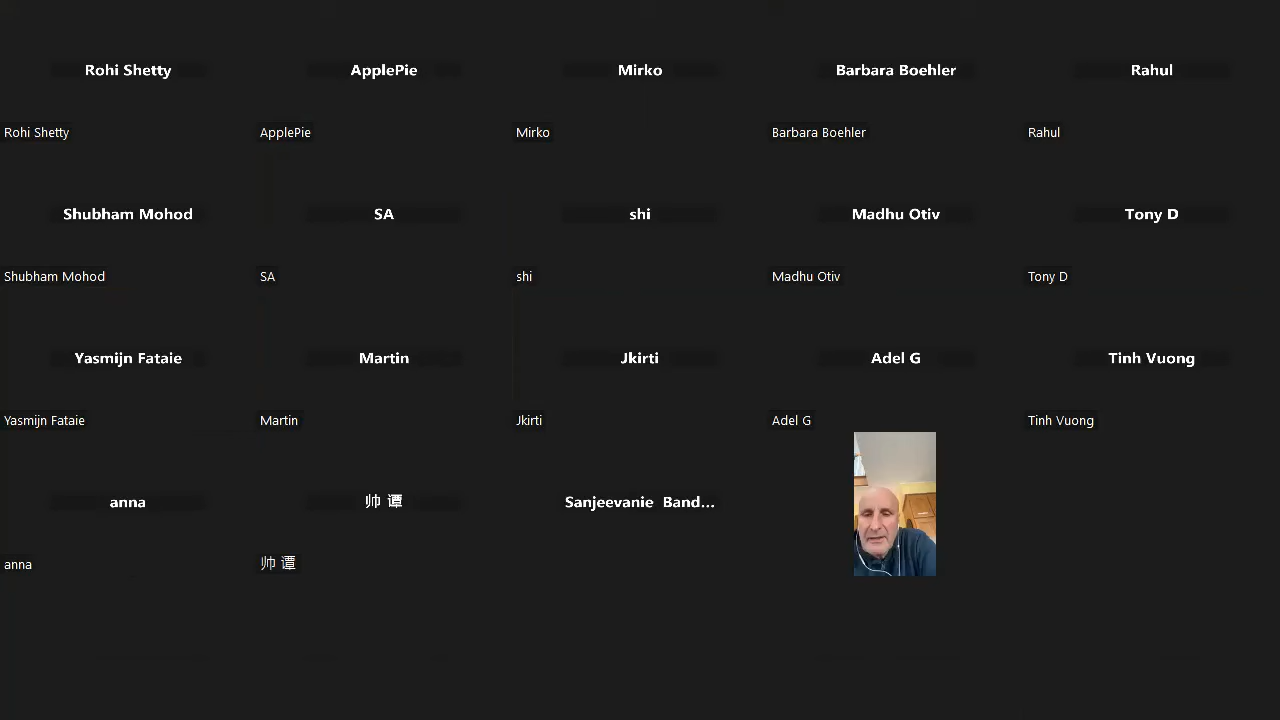 Rohi Shetty
ApplePie
Mirko
Barbara Boehler
Rahul
Rohi Shetty
ApplePie
Mirko
Barbara Boehler
Rahul
Shubham Mohod
SA
shi
Madhu Otiv
Tony D
Shubham Mohod
SA
shi
Madhu Otiv
Tony D
Yasmijn Fataie
Martin
Jkirti
Adel G
Tinh Vuong
Yasmijn Fataie
Martin
Jkirti
Adel G
Tinh Vuong
anna
帅 谭
Sanjeevanie Band...
anna
帅 谭